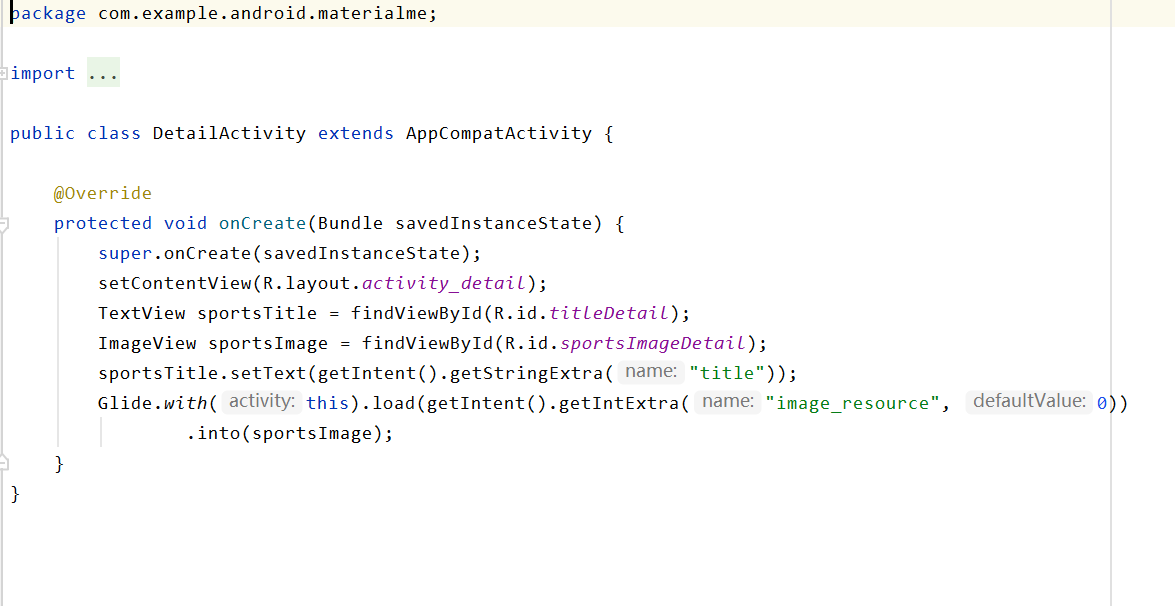 package com.example.android.materialme;
import ...
public class DetailActivity extends AppCompatActivity {
@Override
protected void onCreate(Bundle savedInstanceState) {
super.onCreate(savedInstanceState);
setContentView(R.layout.activity_detail);
TextView sportsTitle = findViewById(R.id.titleDetail);
ImageView sportsImage = findViewById(R.id.sportsImageDetail);
sportsTitle.setText(getIntent().getStringExtra( name: "title"));
Glide.with( activity: this).load(getIntent().getIntExtra( name: "image_resource", defaultValue: 0))
.into(sportsImage);
}
}